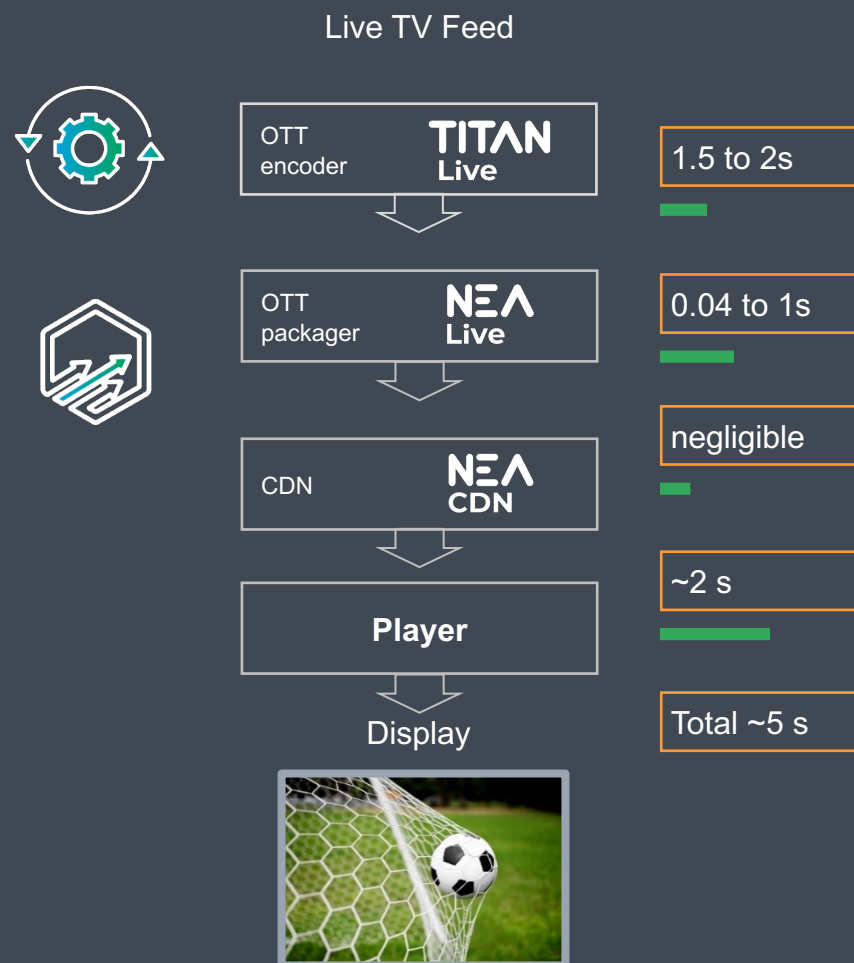 Live TV Feed
OTT
encoder
TITAN
Live
1.5 to 2s
OTT
packager
NEA
Live
0.04 to 1s
CDN
NEA
CDN
negligible
Player
~2 s
Display
Total ~5 s